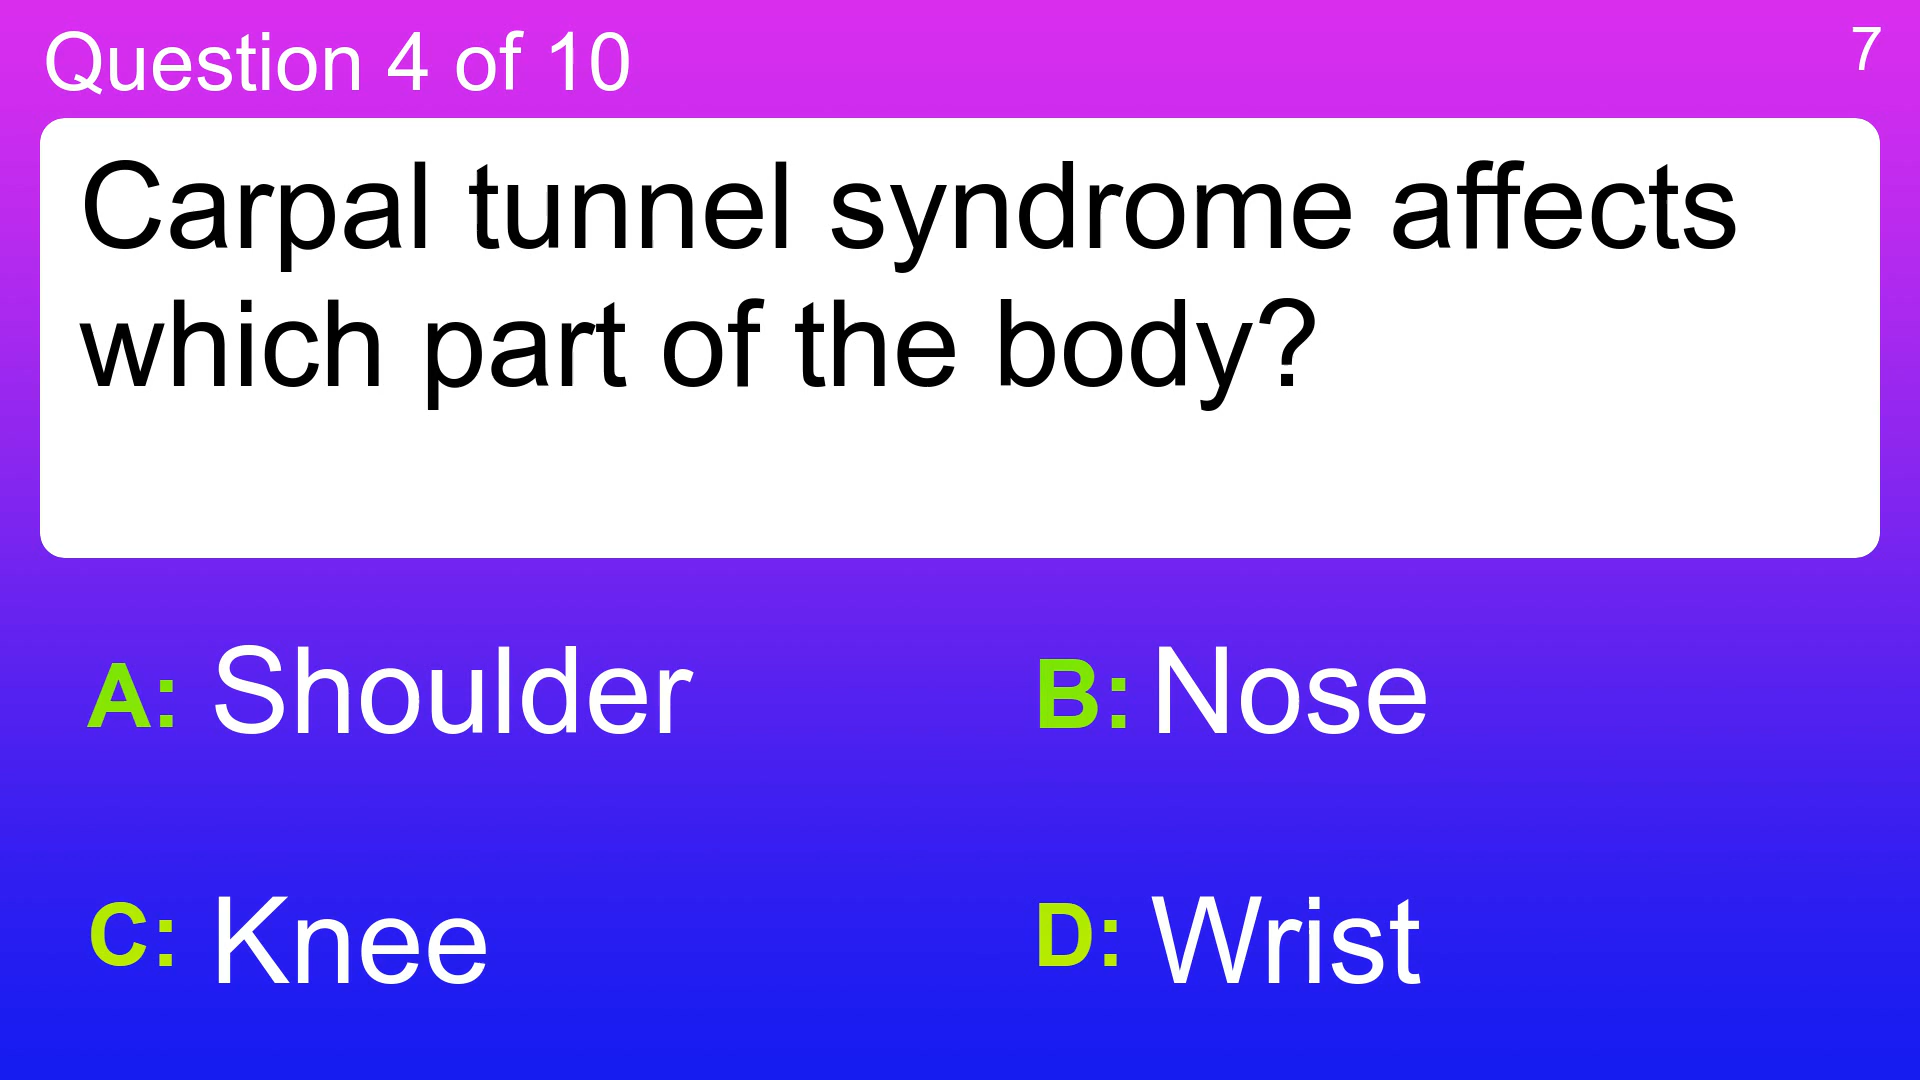 Question 4 of 10
7
Carpal tunnel syndrome affects
which part of the body?
A: Shoulder
B: Nose
C: Knee
D: Wrist